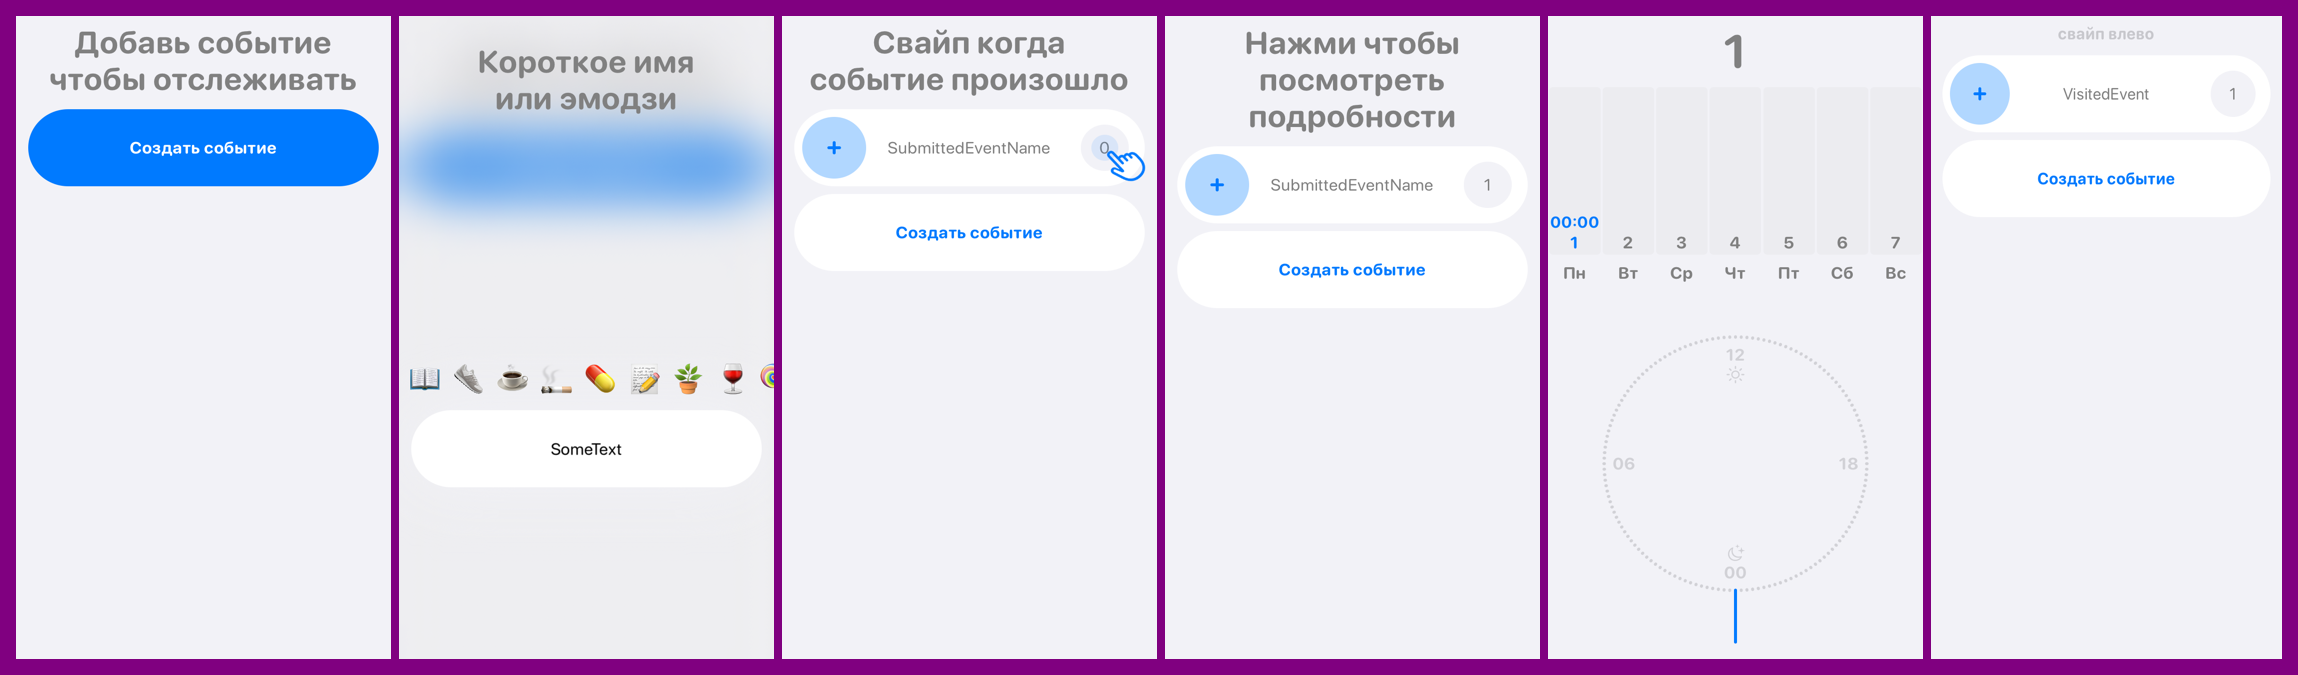 Добавь событие
чтобы отслеживать
Создать событие
Короткое имя
или эмодзи
SomeText
Свайп когда
событие произошло
+ SubmittedEventName 0
Создать событие
Нажми чтобы
посмотреть
подробности
+ SubmittedEventName 1
Создать событие
1
00:00
1 2 3 4 5 6 7
Пн Вт Ср Чт Пт Сб Вс
12
06 18
00
свайп влево
+ VisitedEvent 1
Создать событие